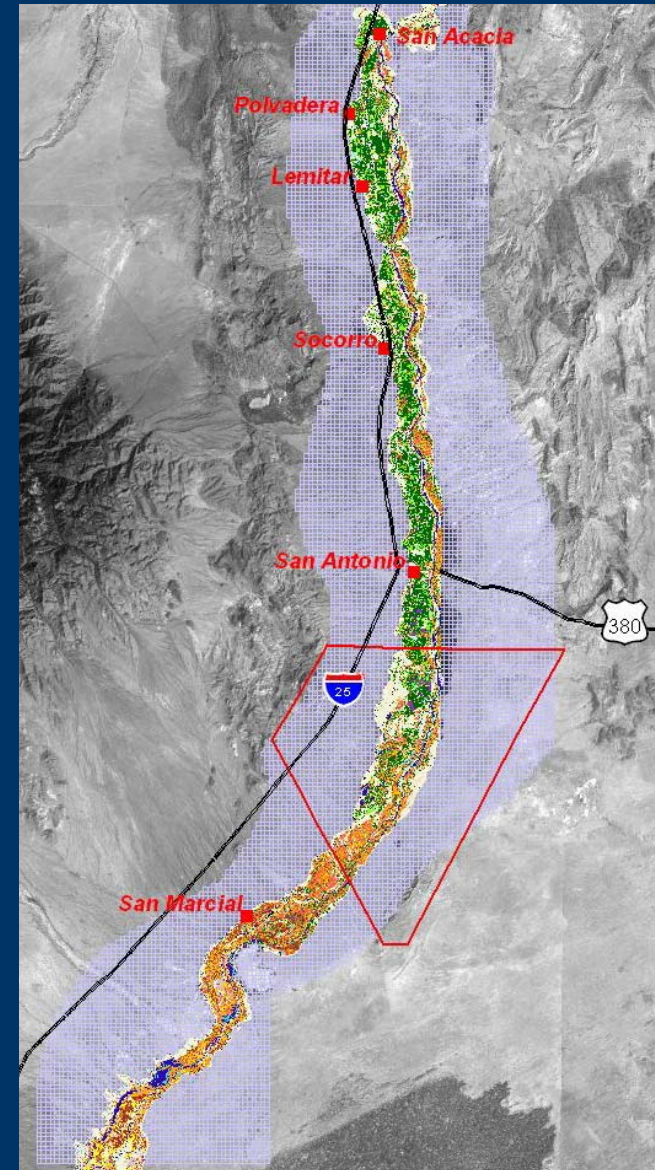 San Acacia
Polvadera
Lemitar
Socorro
San Antonio
380
25
San Marcial